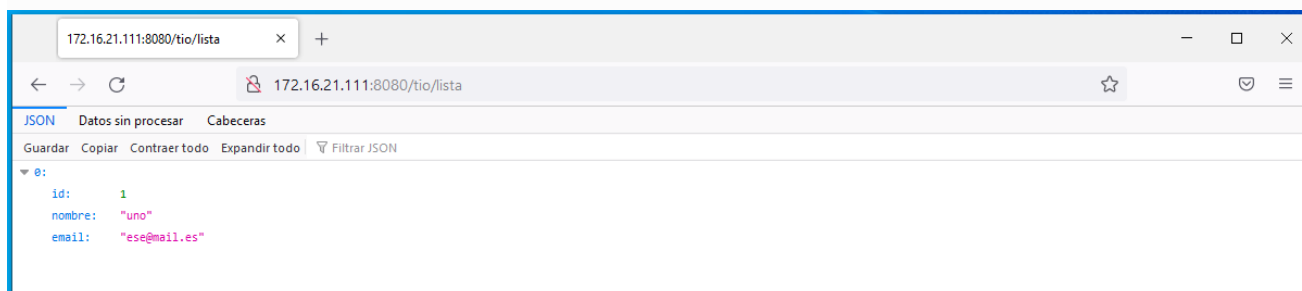 172.16.21.111:8080/tio/lista
172.16.21.111:8080/tio/lista
JSON Datos sin procesar Cabeceras
Guardar Copiar Contraer todo Expandir todo Filtrar JSON
0:
id: 1
nombre: "uno"
email: "ese@mail.es"